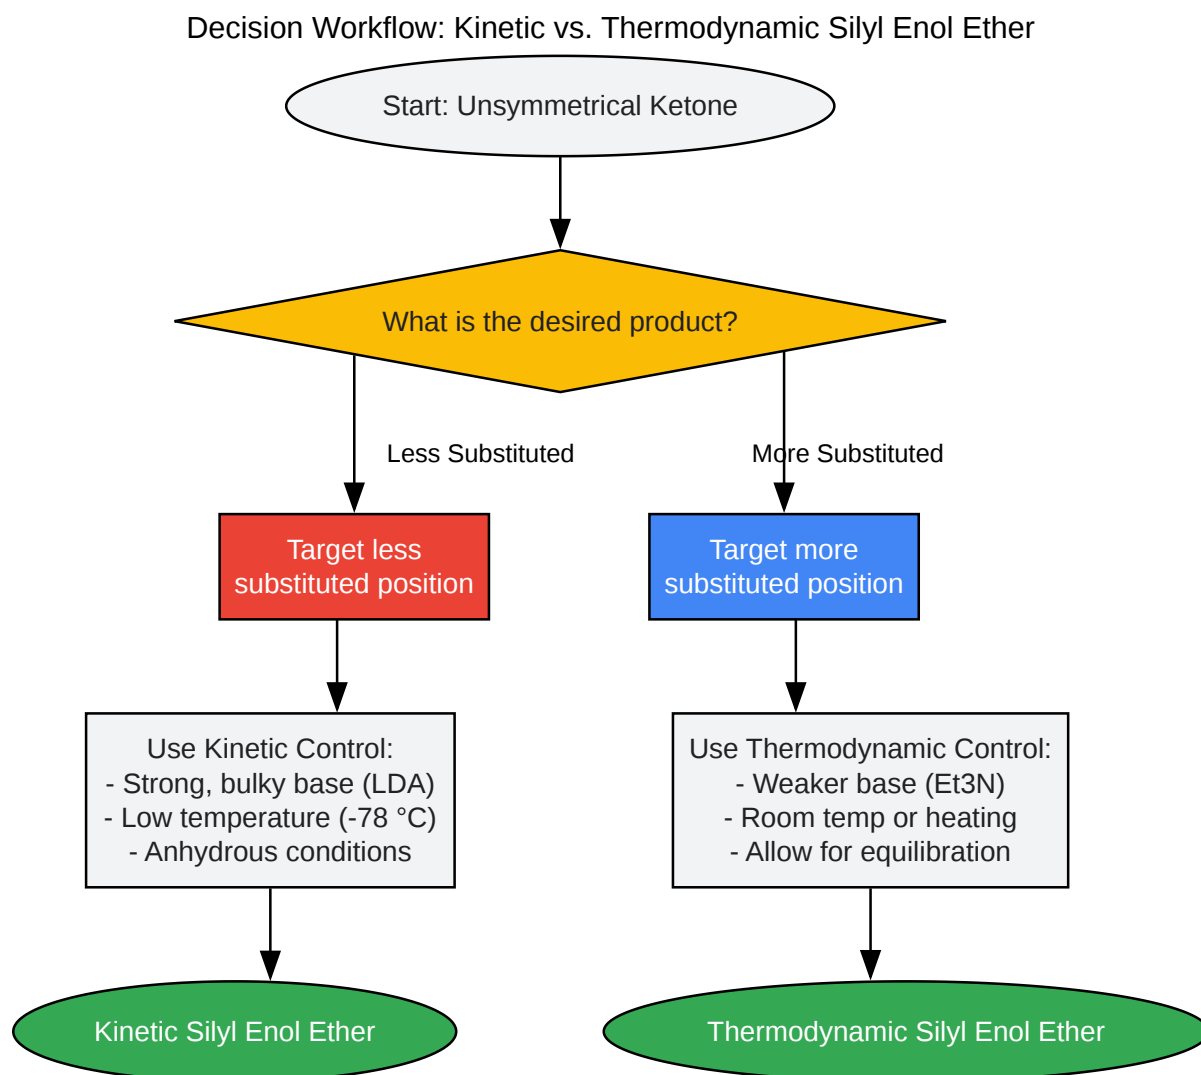 Decision Workflow: Kinetic vs. Thermodynamic Silyl Enol Ether
Start: Unsymmetrical Ketone
What is the desired product?
Less Substituted
More Substituted
Target less
substituted position
Target more
substituted position
Use Kinetic Control:
- Strong, bulky base (LDA)
- Low temperature (-78 °C)
- Anhydrous conditions
Use Thermodynamic Control:
- Weaker base (Et3N)
- Room temp or heating
- Allow for equilibration
Kinetic Silyl Enol Ether
Thermodynamic Silyl Enol Ether